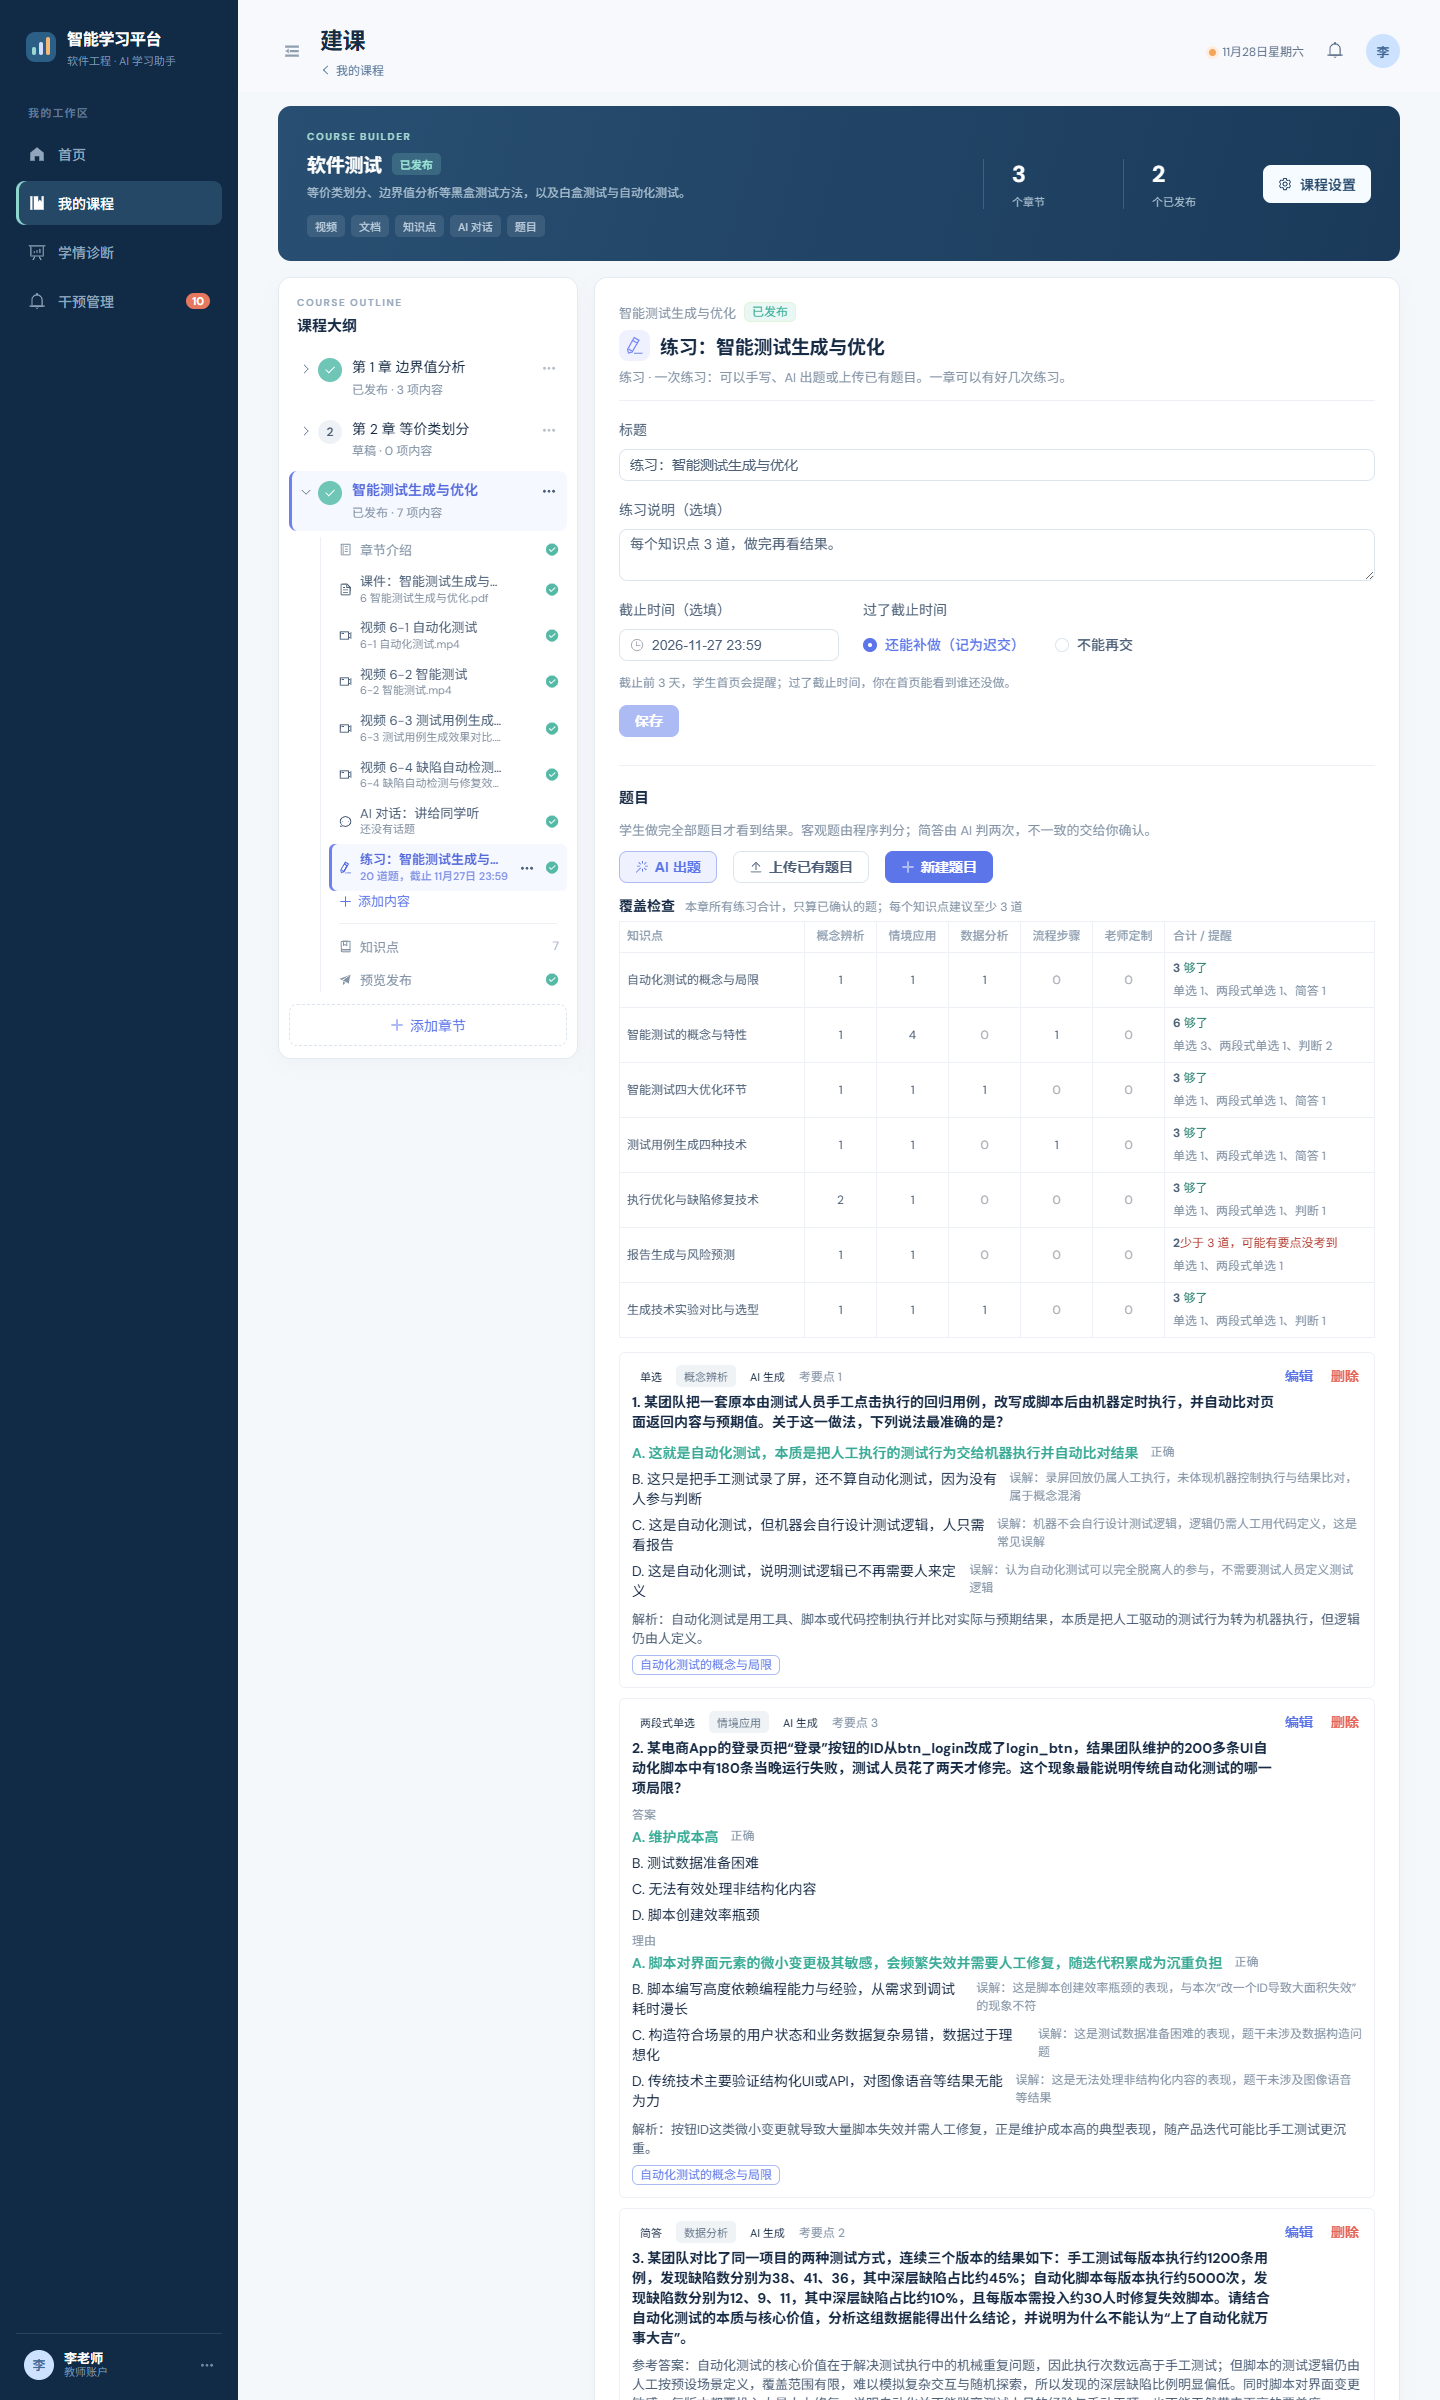 智能学习平台
软件工程 · AI 学习助手
我的工作区
首页
我的课程
学情诊断
干预管理
10
李
李老师
教师账户
建课
我的课程
11月28日星期六
李
COURSE BUILDER
软件测试
已发布
等价类划分、边界值分析等黑盒测试方法，以及白盒测试与自动化测试。
视频
文档
知识点
AI 对话
题目
3
个章节
2
个已发布
课程设置
COURSE OUTLINE
课程大纲
第 1 章 边界值分析
已发布 · 3 项内容
2
第 2 章 等价类划分
草稿 · 0 项内容
智能测试生成与优化
已发布 · 7 项内容
章节介绍
课件：智能测试生成与...
6 智能测试生成与优化.pdf
视频 6-1 自动化测试
6-1 自动化测试.mp4
视频 6-2 智能测试
6-2 智能测试.mp4
视频 6-3 测试用例生成...
6-3 测试用例生成效果对比....
视频 6-4 缺陷自动检测...
6-4 缺陷自动检测与修复效...
AI 对话：讲给同学听
还没有话题
练习：智能测试生成与...
20 道题，截止 11月27日 23:59
添加内容
知识点
7
预览发布
添加章节
智能测试生成与优化
已发布
练习：智能测试生成与优化
练习 · 一次练习：可以手写、AI 出题或上传已有题目。一章可以有好几次练习。
标题
练习：智能测试生成与优化
练习说明（选填）
每个知识点 3 道，做完再看结果。
截止时间（选填）
过了截止时间
2026-11-27 23:59
还能补做（记为迟交）
不能再交
截止前 3 天，学生首页会提醒；过了截止时间，你在首页能看到谁还没做。
保存
题目
学生做完全部题目才看到结果。客观题由程序判分；简答由 AI 判两次，不一致的交给你确认。
AI 出题
上传已有题目
新建题目
覆盖检查 本章所有练习合计，只算已确认的题；每个知识点建议至少 3 道
知识点 概念辨析 情境应用 数据分析 流程步骤 老师定制 合计 / 提醒
自动化测试的概念与局限 1 1 1 0 0 3 够了
单选 1、两段式单选 1、简答 1
智能测试的概念与特性 1 4 0 1 0 6 够了
单选 3、两段式单选 1、判断 2
智能测试四大优化环节 1 1 1 0 0 3 够了
单选 1、两段式单选 1、简答 1
测试用例生成四种技术 1 1 0 1 0 3 够了
单选 1、两段式单选 1、简答 1
执行优化与缺陷修复技术 2 1 0 0 0 3 够了
单选 1、两段式单选 1、判断 1
报告生成与风险预测 1 1 0 0 0 2少于 3 道，可能有要点没考到
单选 1、两段式单选 1
生成技术实验对比与选型 1 1 1 0 0 3 够了
单选 1、两段式单选 1、判断 1
单选 概念辨析 AI 生成 考要点 1 编辑 删除
1. 某团队把一套原本由测试人员手工点击执行的回归用例，改写成脚本后由机器定时执行，并自动比对页
面返回内容与预期值。关于这一做法，下列说法最准确的是？
A. 这就是自动化测试，本质是把人工执行的测试行为交给机器执行并自动比对结果 正确
B. 这只是把手工测试录了屏，还不算自动化测试，因为没有
人参与判断
误解：录屏回放仍属人工执行，未体现机器控制执行与结果比对，
属于概念混淆
C. 这是自动化测试，但机器会自行设计测试逻辑，人只需
看报告
误解：机器不会自行设计测试逻辑，逻辑仍需人工用代码定义，这是
常见误解
D. 这是自动化测试，说明测试逻辑已不再需要人来定
义
误解：认为自动化测试可以完全脱离人的参与，不需要测试人员定义测试
逻辑
解析：自动化测试是用工具、脚本或代码控制执行并比对实际与预期结果，本质是把人工驱动的测试行为转为机器执行，但逻辑
仍由人定义。
自动化测试的概念与局限
两段式单选 情境应用 AI 生成 考要点 3 编辑 删除
2. 某电商App的登录页把“登录”按钮的ID从btn_login改成了login_btn，结果团队维护的200多条UI自
动化脚本中有180条当晚运行失败，测试人员花了两天才修完。这个现象最能说明传统自动化测试的哪一
项局限？
答案
A. 维护成本高 正确
B. 测试数据准备困难
C. 无法有效处理非结构化内容
D. 脚本创建效率瓶颈
理由
A. 脚本对界面元素的微小变更极其敏感，会频繁失效并需要人工修复，随迭代积累成为沉重负担 正确
B. 脚本编写高度依赖编程能力与经验，从需求到调试
耗时漫长
误解：这是脚本创建效率瓶颈的表现，与本次“改一个ID导致大面积失效”
的现象不符
C. 构造符合场景的用户状态和业务数据复杂易错，数据过于理
想化
误解：这是测试数据准备困难的表现，题干未涉及数据构造问
题
D. 传统技术主要验证结构化UI或API，对图像语音等结果无能
为力
误解：这是无法处理非结构化内容的表现，题干未涉及图像语音
等结果
解析：按钮ID这类微小变更就导致大量脚本失效并需人工修复，正是维护成本高的典型表现，随产品迭代可能比手工测试更沉
重。
自动化测试的概念与局限
简答 数据分析 AI 生成 考要点 2 编辑 删除
3. 某团队对比了同一项目的两种测试方式，连续三个版本的结果如下：手工测试每版本执行约1200条用
例，发现缺陷数分别为38、41、36，其中深层缺陷占比约45%；自动化脚本每版本执行约5000次，发
现缺陷数分别为12、9、11，其中深层缺陷占比约10%，且每版本需投入约30人时修复失效脚本。请结合
自动化测试的本质与核心价值，分析这组数据能得出什么结论，并说明为什么不能认为“上了自动化就万
事大吉”。
参考答案：自动化测试的核心价值在于解决测试执行中的机械重复问题，因此执行次数远高于手工测试；但脚本的测试逻辑仍由
人工按预设场景定义，覆盖范围有限，难以模拟复杂交互与随机探索，所以发现的深层缺陷比例明显偏低。同时脚本对界面变更